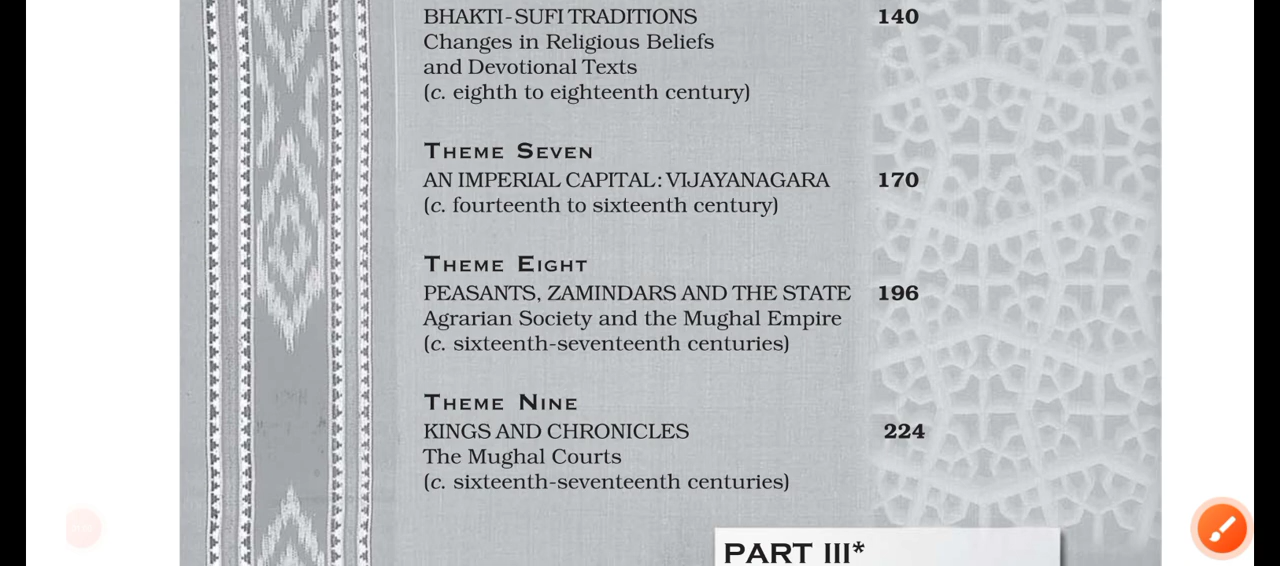 BHAKTI-SUFI TRADITIONS 140
Changes in Religious Beliefs
and Devotional Texts
(c. eighth to eighteenth century)
THEME SEVEN
AN IMPERIAL CAPITAL: VIJAYANAGARA 170
(c. fourteenth to sixteenth century)
THEME EIGHT
PEASANTS, ZAMINDARS AND THE STATE 196
Agrarian Society and the Mughal Empire
(c. sixteenth-seventeenth centuries)
THEME NINE
KINGS AND CHRONICLES 224
The Mughal Courts
(c. sixteenth-seventeenth centuries)
PART III*